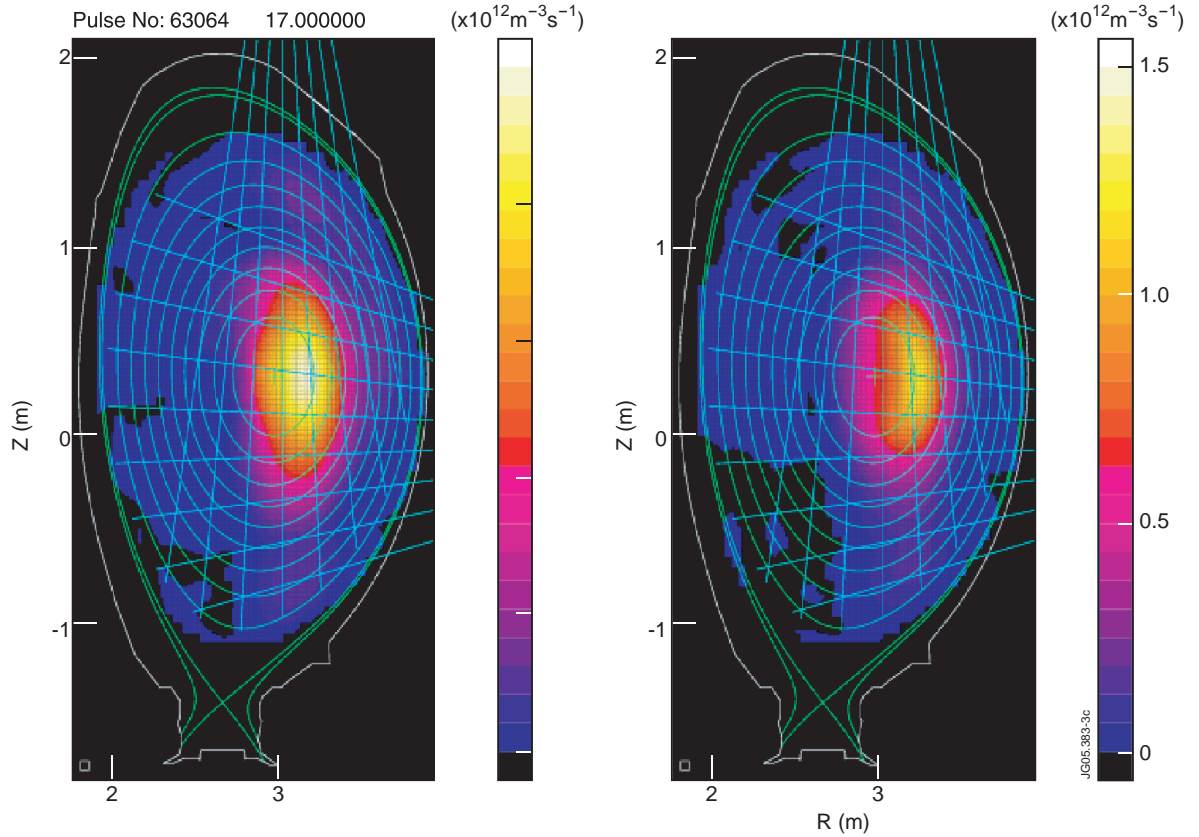 Pulse No: 63064 17.000000
(x10¹²m⁻³s⁻¹)
(x10¹²m⁻³s⁻¹)
2
1
0
-1
Z (m)
2
3
2
1
0
-1
Z (m)
2
3
R (m)
1.5
1.0
0.5
0
JG05.383-3c